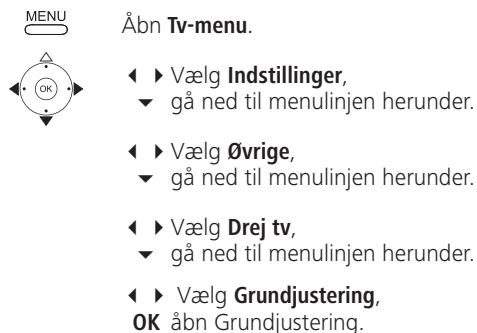 MENU
Åbn Tv-menu.
OK
Vælg Indstillinger,
gå ned til menulinjen herunder.
Vælg Øvrige,
gå ned til menulinjen herunder.
Vælg Drej tv,
gå ned til menulinjen herunder.
Vælg Grundjustering,
OK åbn Grundjustering.